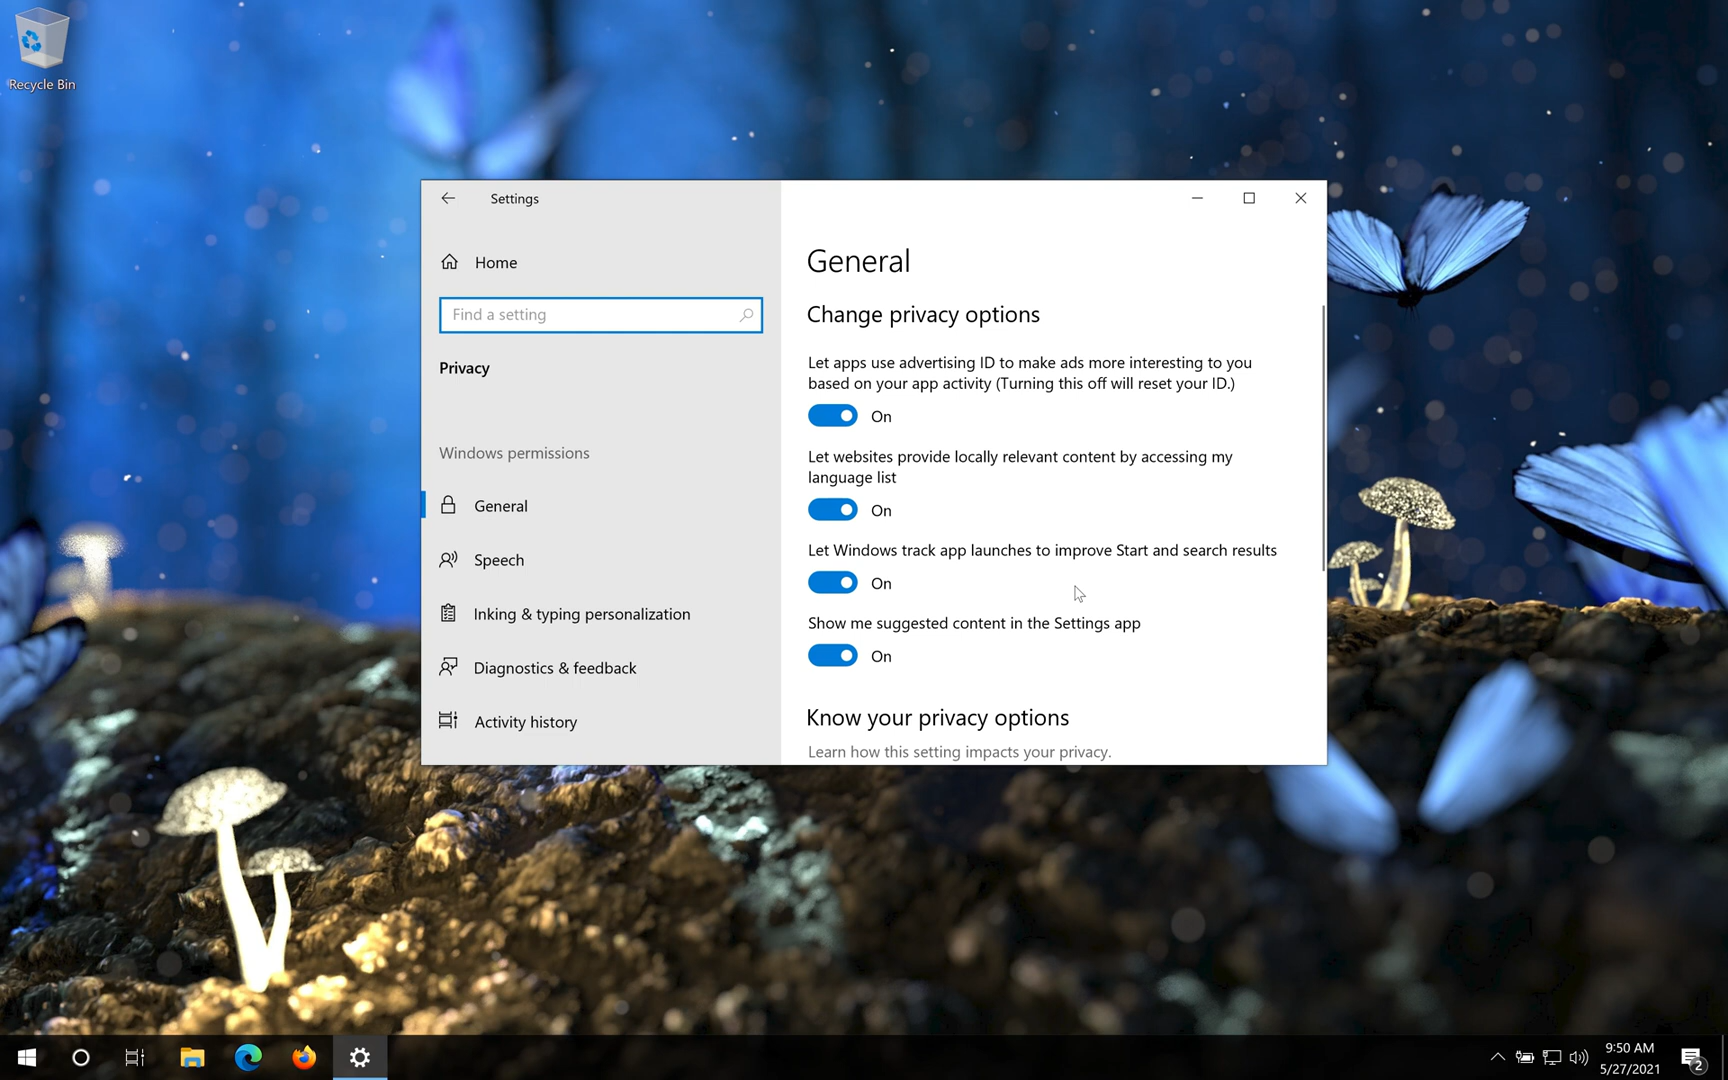 Recycle Bin
Settings
Home
Find a setting
Privacy
Windows permissions
General
Speech
Inking & typing personalization
Diagnostics & feedback
Activity history
General
Change privacy options
Let apps use advertising ID to make ads more interesting to you
based on your app activity (Turning this off will reset your ID.)
On
Let websites provide locally relevant content by accessing my
language list
On
Let Windows track app launches to improve Start and search results
On
Show me suggested content in the Settings app
On
Know your privacy options
Learn how this setting impacts your privacy.
9:50 AM
5/27/2021
2